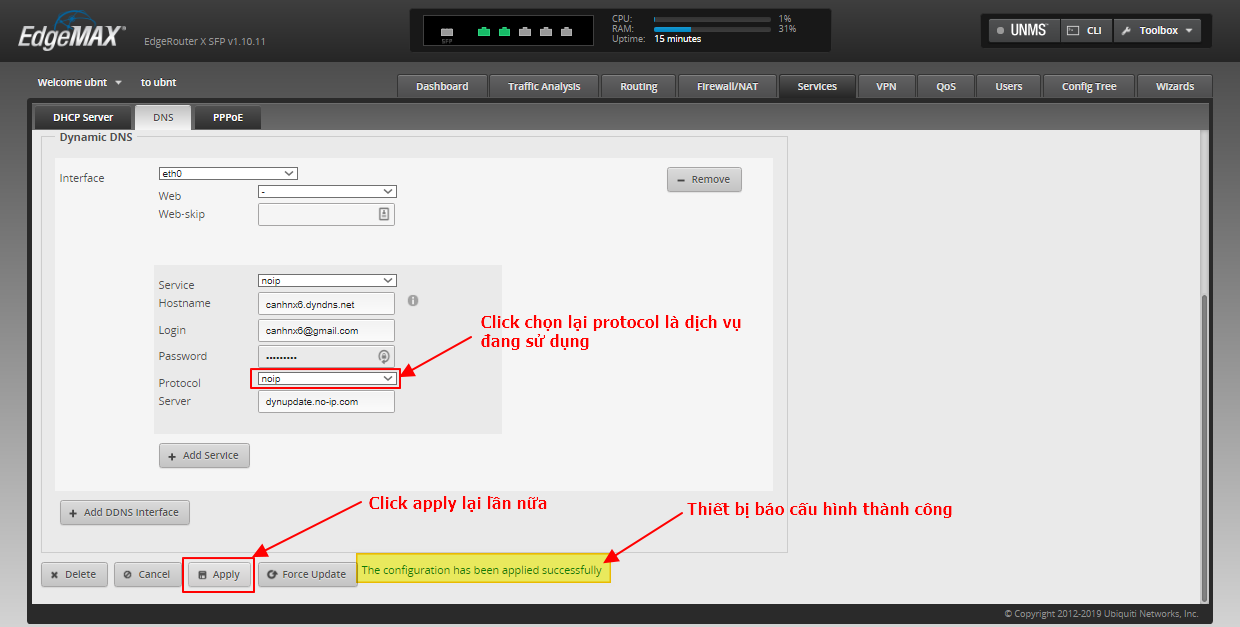 EdgeMAX®
EdgeRouter X SFP v1.10.11
SFP
CPU: 1%
RAM: 31%
Uptime: 15 minutes
UNMS
CLI
Toolbox
Welcome ubnt
to ubnt
Dashboard
Traffic Analysis
Routing
Firewall/NAT
Services
VPN
QoS
Users
Config Tree
Wizards
DHCP Server
DNS
PPPoE
Dynamic DNS
Interface eth0
Remove
Web -
Web-skip
Service noip
Hostname canhnx6.dyndns.net
Click chọn lại protocol là dịch vụ
đang sử dụng
Login canhnx6@gmail.com
Password •••••••••
Protocol noip
Server dynupdate.no-ip.com
Add Service
Click apply lại lần nữa
Thiết bị báo cấu hình thành công
Add DDNS Interface
Delete
Cancel
Apply
Force Update
The configuration has been applied successfully
© Copyright 2012-2019 Ubiquiti Networks, Inc.